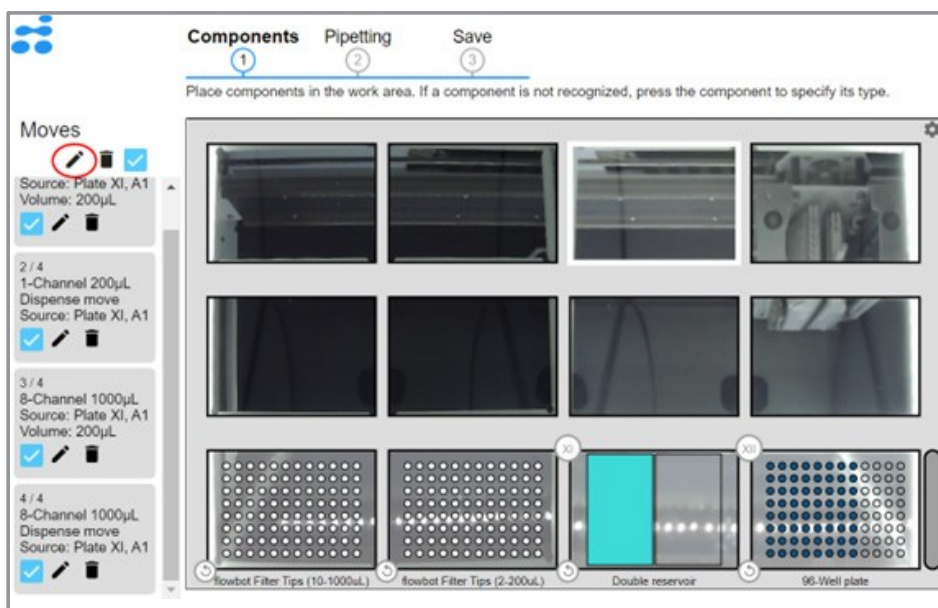 Components Pipetting Save
1 2 3
Place components in the work area. If a component is not recognized, press the component to specify its type.
Moves
Source: Plate XI, A1
Volume: 200µL
2 / 4
1-Channel 200µL
Dispense move
Source: Plate XI, A1
3 / 4
8-Channel 1000µL
Source: Plate XI, A1
Volume: 200µL
4 / 4
8-Channel 1000µL
Dispense move
Source: Plate XI, A1
XI XII
flowbot Filter Tips (10-1000uL) flowbot Filter Tips (2-200uL) Double reservoir 96-Well plate